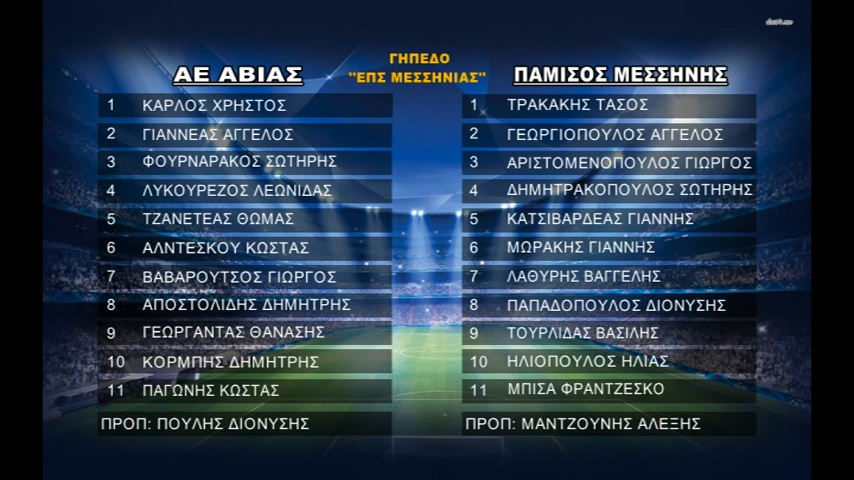 ΓΗΠΕΔΟ
"ΕΠΣ ΜΕΣΣΗΝΙΑΣ"
ΑΕ ΑΒΙΑΣ
1 ΚΑΡΛΟΣ ΧΡΗΣΤΟΣ
2 ΓΙΑΝΝΕΑΣ ΑΓΓΕΛΟΣ
3 ΦΟΥΡΝΑΡΑΚΟΣ ΣΩΤΗΡΗΣ
4 ΛΥΚΟΥΡΕΖΟΣ ΛΕΩΝΙΔΑΣ
5 ΤΖΑΝΕΤΕΑΣ ΘΩΜΑΣ
6 ΑΛΝΤΕΣΚΟΥ ΚΩΣΤΑΣ
7 ΒΑΒΑΡΟΥΤΣΟΣ ΓΙΩΡΓΟΣ
8 ΑΠΟΣΤΟΛΙΔΗΣ ΔΗΜΗΤΡΗΣ
9 ΓΕΩΡΓΑΝΤΑΣ ΘΑΝΑΣΗΣ
10 ΚΟΡΜΠΗΣ ΔΗΜΗΤΡΗΣ
11 ΠΑΓΩΝΗΣ ΚΩΣΤΑΣ
ΠΡΟΠ: ΠΟΥΛΗΣ ΔΙΟΝΥΣΗΣ
ΠΑΜΙΣΟΣ ΜΕΣΣΗΝΗΣ
1 ΤΡΑΚΑΚΗΣ ΤΑΣΟΣ
2 ΓΕΩΡΓΙΟΠΟΥΛΟΣ ΑΓΓΕΛΟΣ
3 ΑΡΙΣΤΟΜΕΝΟΠΟΥΛΟΣ ΓΙΩΡΓΟΣ
4 ΔΗΜΗΤΡΑΚΟΠΟΥΛΟΣ ΣΩΤΗΡΗΣ
5 ΚΑΤΣΙΒΑΡΔΕΑΣ ΓΙΑΝΝΗΣ
6 ΜΩΡΑΚΗΣ ΓΙΑΝΝΗΣ
7 ΛΑΘΥΡΗΣ ΒΑΓΓΕΛΗΣ
8 ΠΑΠΑΔΟΠΟΥΛΟΣ ΔΙΟΝΥΣΗΣ
9 ΤΟΥΡΛΙΔΑΣ ΒΑΣΙΛΗΣ
10 ΗΛΙΟΠΟΥΛΟΣ ΗΛΙΑΣ
11 ΜΠΙΣΑ ΦΡΑΝΤΖΕΣΚΟ
ΠΡΟΠ: ΜΑΝΤΖΟΥΝΗΣ ΑΛΕΞΗΣ